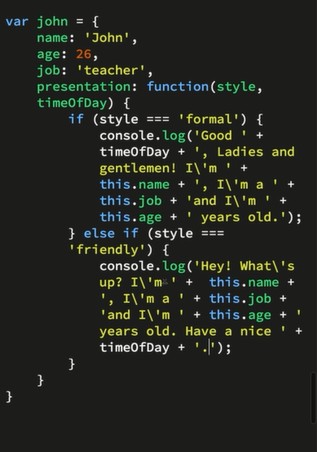 var john = {
name: 'John',
age: 26,
job: 'teacher',
presentation: function(style,
timeOfDay) {
if (style === 'formal') {
console.log('Good ' +
timeOfDay + ', Ladies and
gentlemen! I\'m ' +
this.name + ', I\'m a ' +
this.job + 'and I\'m ' +
this.age + ' years old.');
} else if (style ===
'friendly') {
console.log('Hey! What\'s
up? I\'m ' +  this.name +
', I\'m a ' + this.job +
'and I\'m ' + this.age + '
years old. Have a nice ' +
timeOfDay + '.');
}
}
}